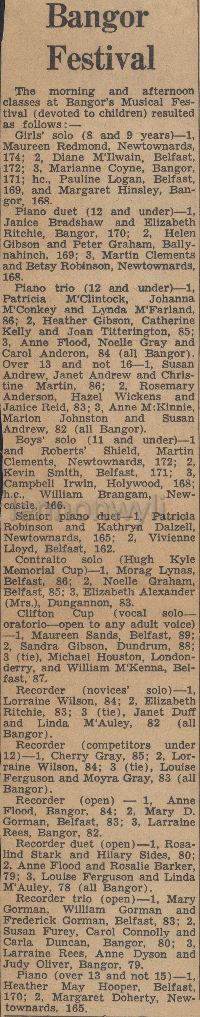 Bangor
Festival
The morning and afternoon
classes at Bangor's Musical Fes-
tival (devoted to children) resulted
as follows:—
Girls' solo (8 and 9 years)—1,
Maureen Redmond, Newtownards,
174; 2, Diane M'Ilwain, Belfast,
172; 3, Marianne Coyne, Bangor,
171; hc., Pauline Logan, Belfast,
169, and Margaret Hinsley, Ban-
gor, 168.
Piano duet (12 and under)—1,
Janice Bradshaw and Elizabeth
Ritchie, Bangor, 170; 2, Helen
Gibson and Peter Graham, Bally-
nahinch, 169; 3, Martin Clements
and Betsy Robinson, Newtownards,
168.
Piano trio (12 and under)—1,
Patricia M'Clintock, Johanna
M'Conkey and Lynda M'Farland,
86; 2, Heather Gibson, Catherine
Kelly and Joan Titterington, 85;
3, Anne Flood, Noelle Gray and
Carol Anderon, 84 (all Bangor).
Over 13 and not 16—1, Susan
Andrew, Janet Andrew and Chris-
tine Martin, 86; 2, Rosemary
Anderson, Hazel Wickens and
Janice Reid, 83; 3, Anne M'Kinnie,
Marion Johnston and Susan
Andrew, 82 (all Bangor).
Boys' solo (11 and under)—1
and Roberts' Shield, Martin
Clements, Newtownards, 172; 2,
Kevin Smith, Belfast, 171; 3,
Campbell Irwin, Holywood, 168;
h.c., William Brangam, New-
castle, 166.
Senior piano duet—1, Patricia
Robinson and Kathryn Dalzell,
Newtownards, 165; 2, Vivienne
Lloyd, Belfast, 162.
Contralto solo (Hugh Kyle
Memorial Cup)—1, Morag Lynas,
Belfast, 86; 2, Noelle Graham,
Belfast, 85; 3, Elizabeth Alexander
(Mrs.), Dungannon, 83.
Clifton Cup (vocal solo—
oratorio—open to any adult voice)
—1, Maureen Sands, Belfast, 89;
2, Sandra Gibson, Dundrum, 88;
3 (tie), Michael Houston, London-
derry, and William M'Kenna, Bel-
fast, 87.
Recorder (novices' solo)—1,
Lorraine Wilson, 84; 2, Elizabeth
Ritchie, 83; 3 (tie), Janet Duff
and Linda M'Auley, 82 (all
Bangor).
Recorder (competitors under
12)—1, Cherry Gray, 85; 2, Lor-
raine Wilson, 84; 3 (tie), Louise
Ferguson and Moyra Gray, 83 (all
Bangor).
Recorder (open) — 1, Anne
Flood, Bangor, 84; 2, Mary D.
Gorman, Belfast, 83; 3, Larraine
Rees, Bangor, 82.
Recorder duet (open)—1, Rosa-
lind Stark and Hilary Sides, 80;
2, Anne Flood and Rosalie Barker,
79; 3, Louise Ferguson and Linda
M'Auley, 78 (all Bangor).
Recorder trio (open)—1, Mary
Gorman, William Gorman and
Frederick Gorman, Belfast, 83; 2,
Susan Furey, Carol Connolly and
Carla Duncan, Bangor, 80; 3,
Larraine Rees, Anne Dyson and
Judy Oliver, Bangor, 79.
Piano (over 13 and not 15)—1,
Heather May Hooper, Belfast,
170; 2, Margaret Doherty, New-
townards, 165.